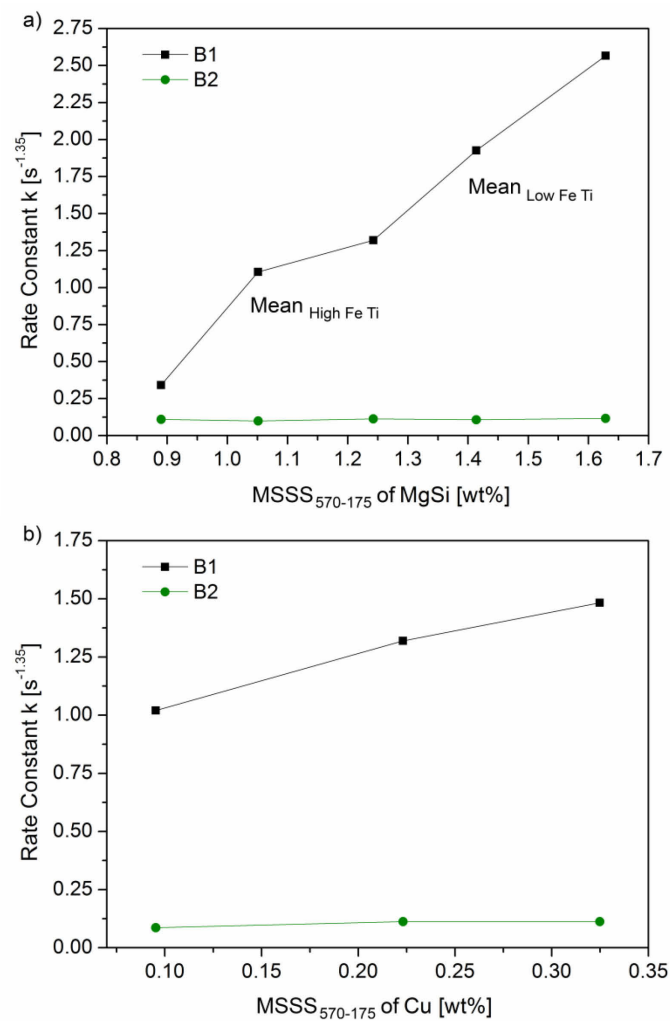 a)
2.75
2.50
2.25
2.00
1.75
1.50
1.25
1.00
0.75
0.50
0.25
0.00
Rate Constant k [s-1.35]
B1
B2
Mean Low Fe Ti
Mean High Fe Ti
0.8 0.9 1.0 1.1 1.2 1.3 1.4 1.5 1.6 1.7
MSSS570-175 of MgSi [wt%]
b)
1.75
1.50
1.25
1.00
0.75
0.50
0.25
0.00
Rate Constant k [s-1.35]
B1
B2
0.10 0.15 0.20 0.25 0.30 0.35
MSSS570-175 of Cu [wt%]